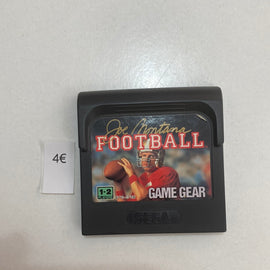 4€
Joe Montana
FOOTBALL
1-2
GAME GEAR
SEGA